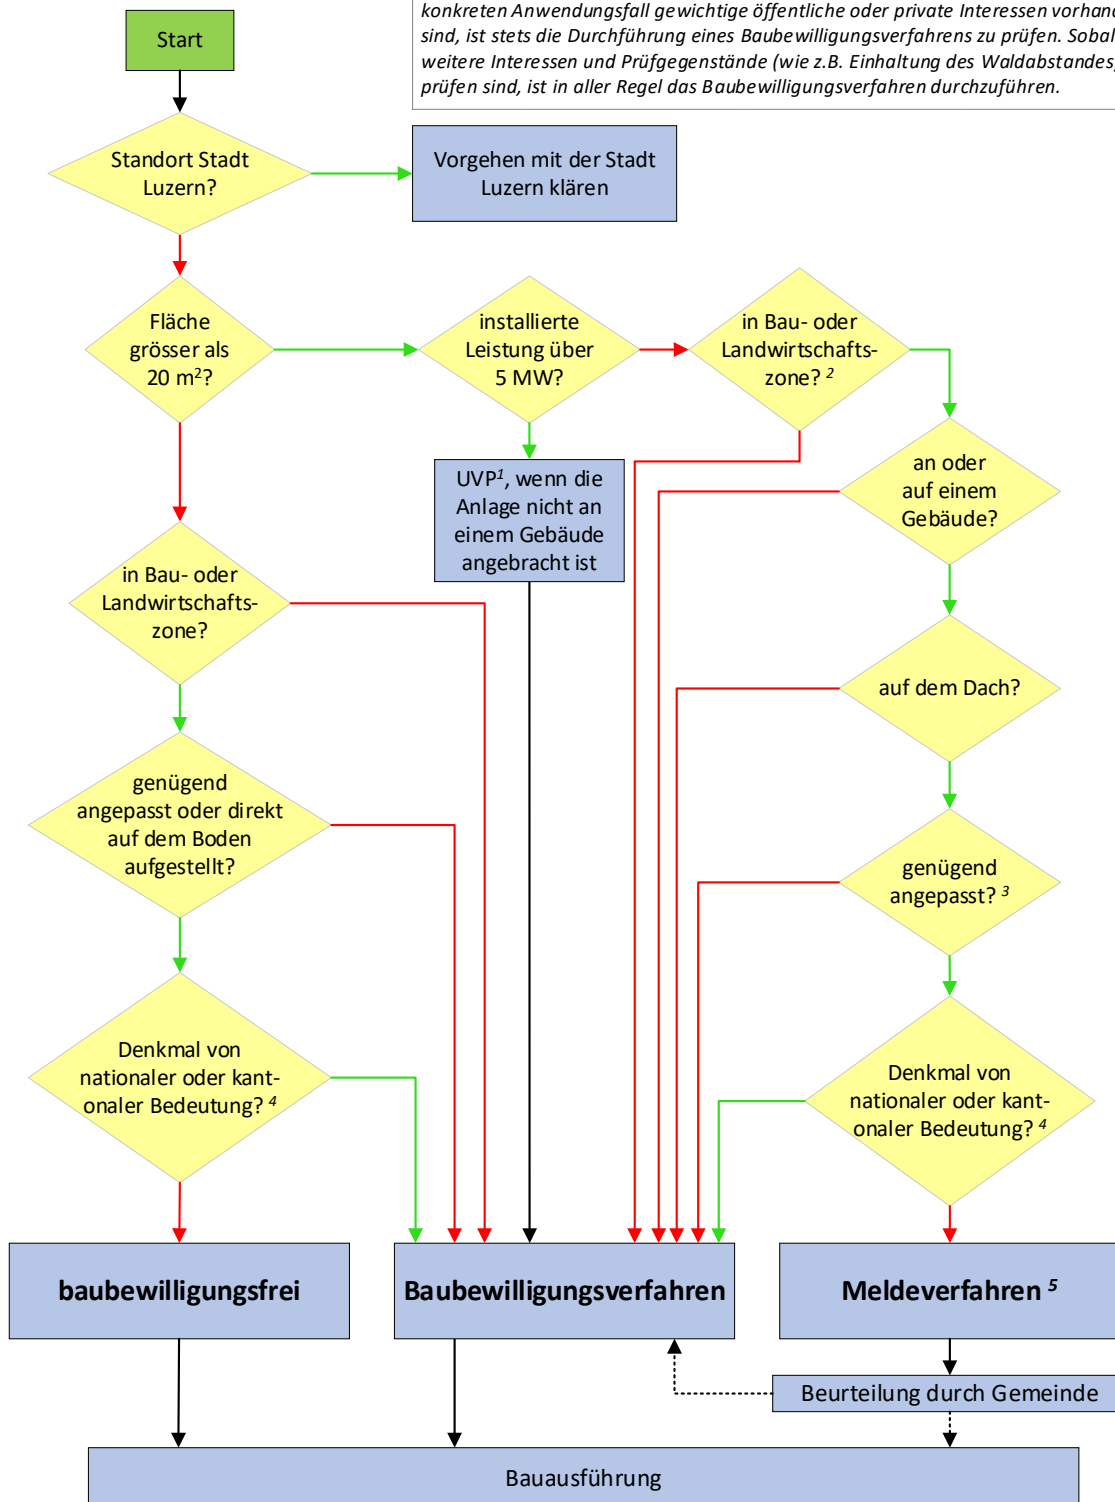 konkreten Anwendungsfall gewichtige öffentliche oder private Interessen
sind, ist stets die Durchführung eines Baubewilligungsverfahrens zu prüfen.
weitere Interessen und Prüfgegenstände (wie z.B. Einhaltung des Waldabstandes)
prüfen sind, ist in aller Regel das Baubewilligungsverfahren durchzuführen.
Start
Standort Stadt
Luzern?
Vorgehen mit der Stadt
Luzern klären
Fläche
grösser als
20 m²?
installierte
Leistung über
5 MW?
in Bau- oder
Landwirtschafts-
zone? ²
UVP¹, wenn die
Anlage nicht an
einem Gebäude
angebracht ist
an oder
auf einem
Gebäude?
in Bau- oder
Landwirtschafts-
zone?
auf dem Dach?
genügend
angepasst oder direkt
auf dem Boden
aufgestellt?
genügend
angepasst? ³
Denkmal von
nationaler oder kant-
onaler Bedeutung? ⁴
Denkmal von
nationaler oder kant-
onaler Bedeutung? ⁴
baubewilligungsfrei
Baubewilligungsverfahren
Meldeverfahren ⁵
Beurteilung durch Gemeinde
Bauausführung